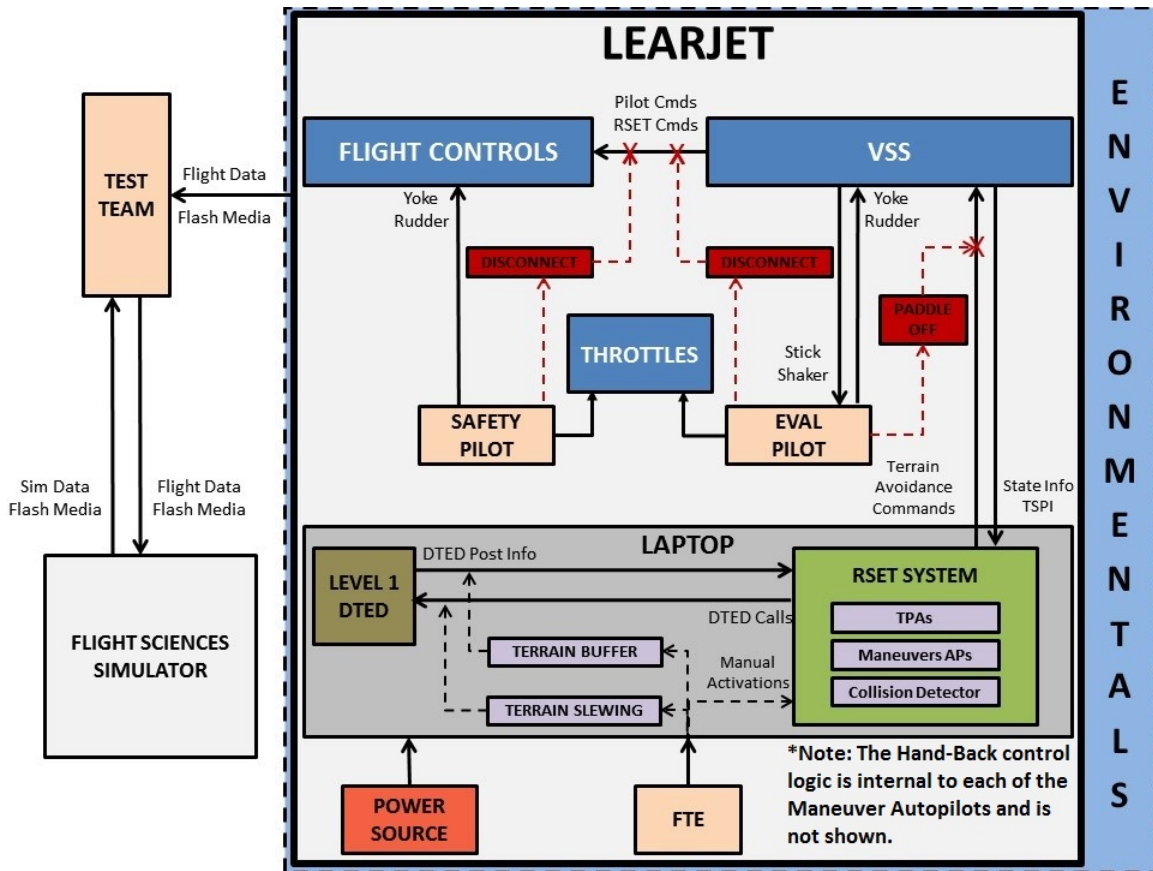 LEARJET
ENVIRONMENTALS
Pilot Cmds
RSET Cmds
FLIGHT CONTROLS
VSS
TEST
TEAM
Flight Data
Flash Media
Yoke
Rudder
Yoke
Rudder
DISCONNECT
DISCONNECT
PADDLE
OFF
THROTTLES
Stick
Shaker
SAFETY
PILOT
EVAL
PILOT
Sim Data
Flash Media
Flight Data
Flash Media
Terrain
Avoidance
Commands
State Info
TSPI
LAPTOP
LEVEL 1
DTED
DTED Post Info
RSET SYSTEM
DTED Calls
TPAs
Maneuvers APs
Collision Detector
TERRAIN BUFFER
Manual
Activations
TERRAIN SLEWING
FLIGHT SCIENCES
SIMULATOR
POWER
SOURCE
FTE
*Note: The Hand-Back control
logic is internal to each of the
Maneuver Autopilots and is
not shown.